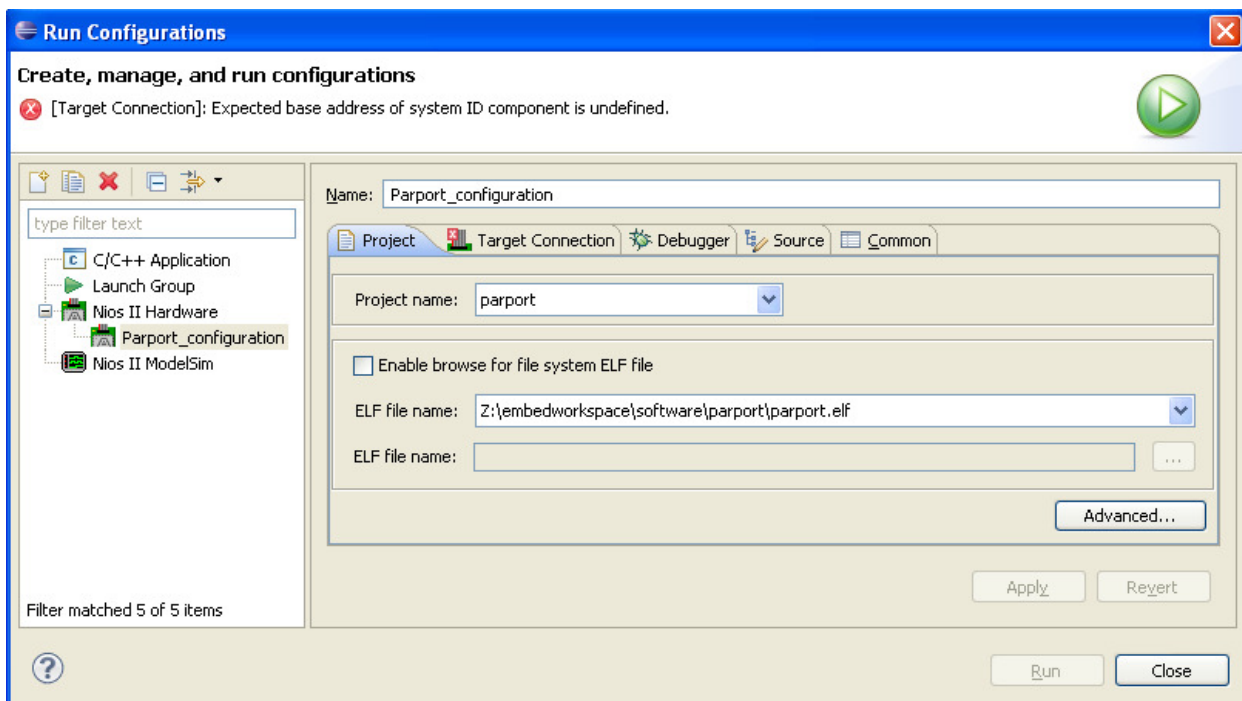 Run Configurations
Create, manage, and run configurations
[Target Connection]: Expected base address of system ID component is undefined.
type filter text
C/C++ Application
Launch Group
Nios II Hardware
Parport_configuration
Nios II ModelSim
Filter matched 5 of 5 items
Name: Parport_configuration
Project Target Connection Debugger Source Common
Project name: parport
Enable browse for file system ELF file
ELF file name: Z:\embedworkspace\software\parport\parport.elf
ELF file name: ...
Advanced...
Apply Revert
? Run Close